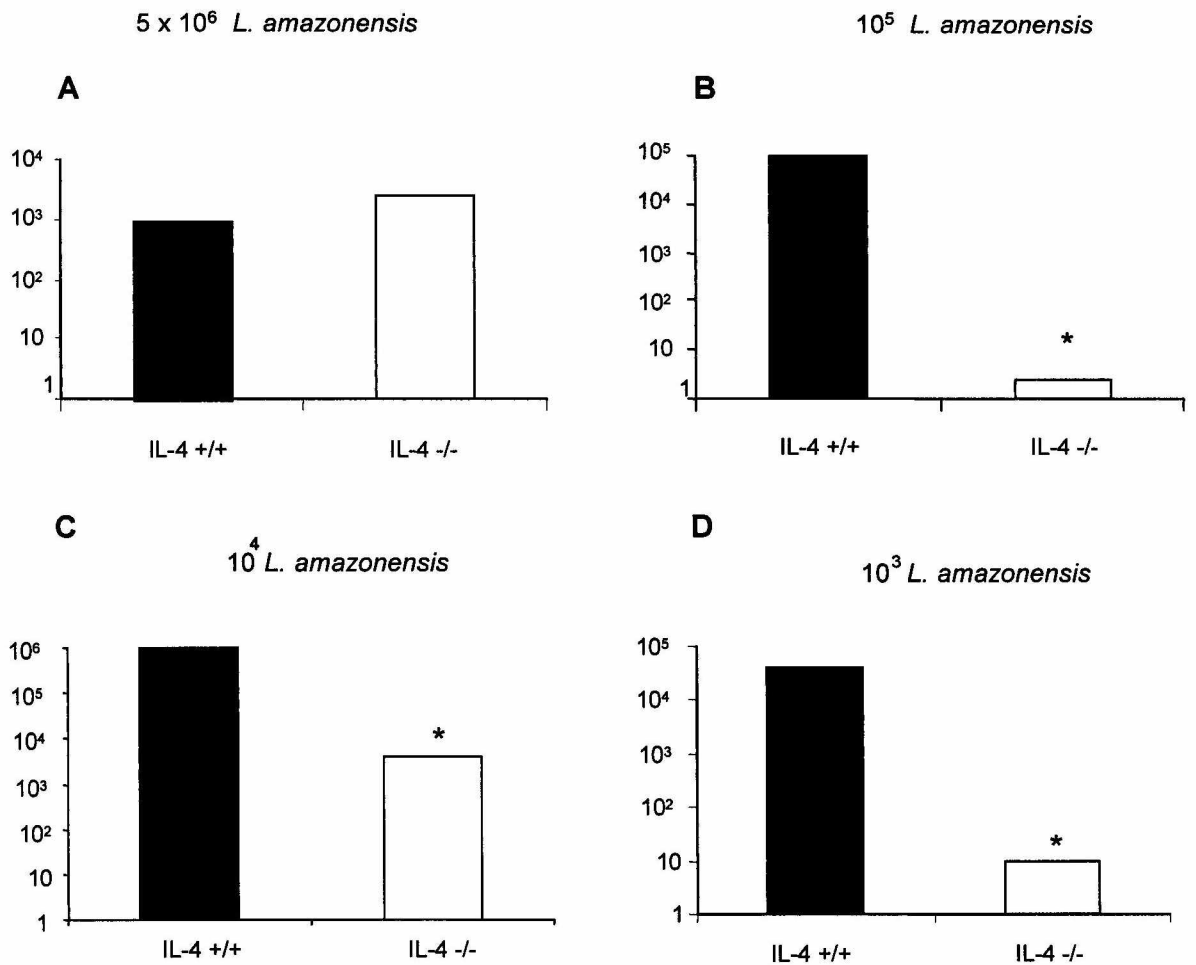 5 x 10⁶ L. amazonensis
10⁵ L. amazonensis
A
B
10⁴
10³
10²
10
1
IL-4 +/+
IL-4 -/-
10⁵
10⁴
10³
10²
10
1
*
IL-4 +/+
IL-4 -/-
C
10⁴ L. amazonensis
D
10³ L. amazonensis
10⁶
10⁵
10⁴
10³
10²
10
1
*
IL-4 +/+
IL-4 -/-
10⁵
10⁴
10³
10²
10
1
*
IL-4 +/+
IL-4 -/-